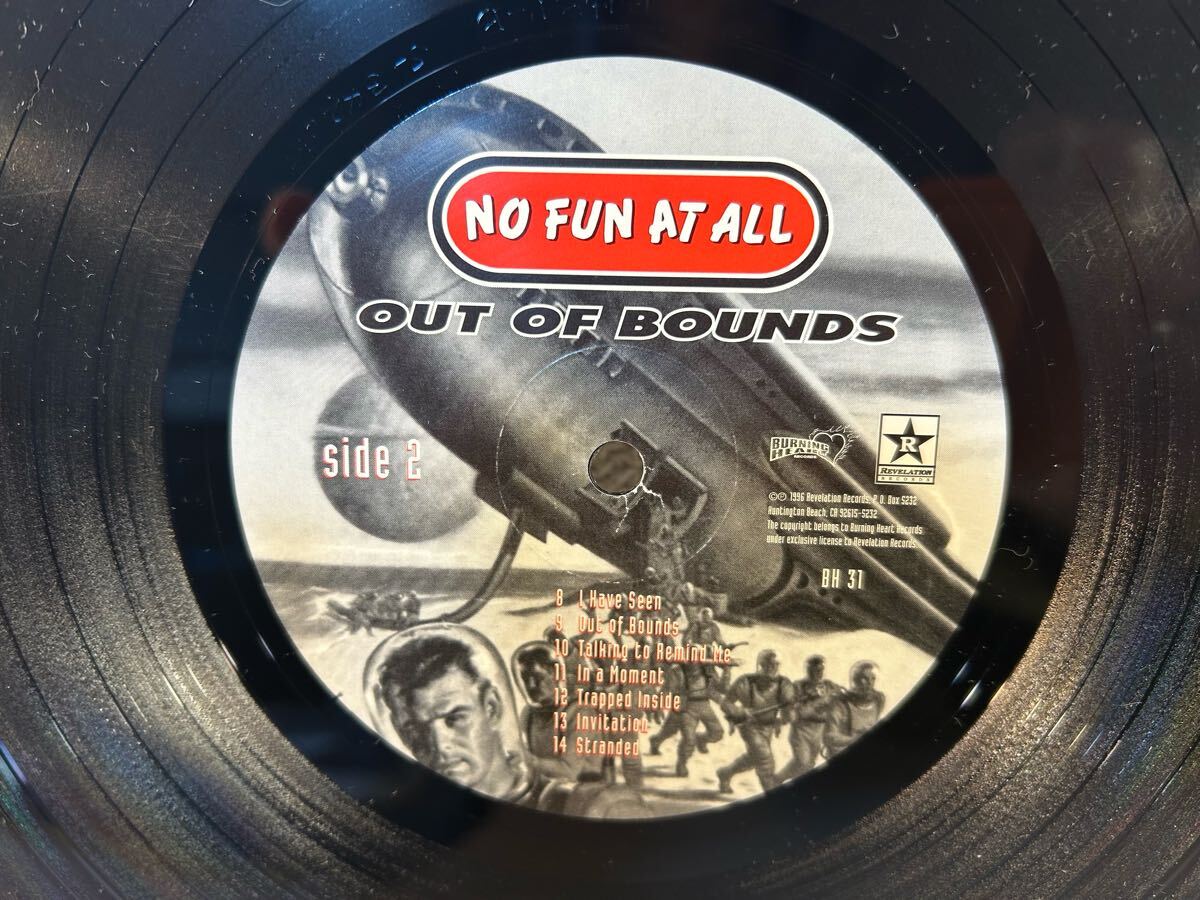 NO FUN AT ALL
OUT OF BOUNDS
side 2
BURNING
HEART
RECORDS
R
REVELATION
RECORDS
©℗ 1996 Revelation Records, P.O. Box 5232
Huntington Beach, CA 92615-5232
The copyright belongs to Burning Heart Records
under exclusive license to Revelation Records.
BH 31
8 I Have Seen
9 Out of Bounds
10 Talking to Remind Me
11 In a Moment
12 Trapped Inside
13 Invitation
14 Stranded